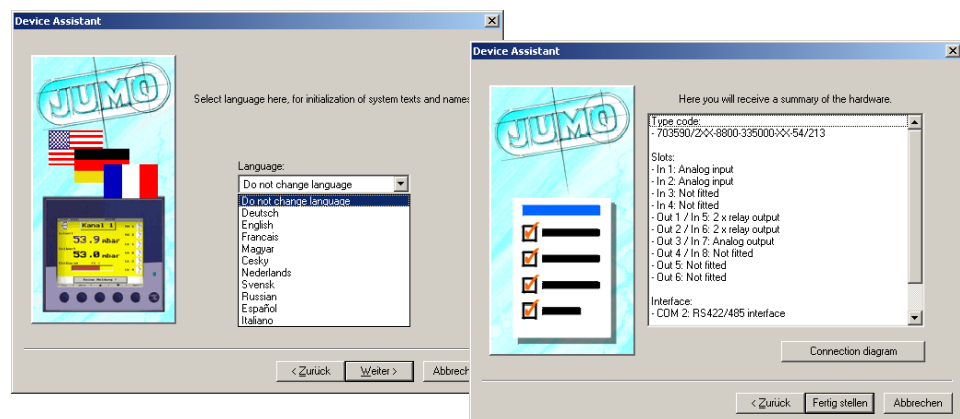 Device Assistant
JUMO
Select language here, for initialization of system texts and names
Language:
Do not change language
Do not change language
Deutsch
English
Francais
Magyar
Cesky
Nederlands
Svensk
Russian
Español
Italiano
Kanal 1
53.9 mbar
53.0 mbar
< Zurück
Weiter >
Abbrech
Device Assistant
JUMO
Here you will receive a summary of the hardware.
Type code:
- 703590/2XX-8800-335000-XX-54/213
Slots:
- In 1: Analog input
- In 2: Analog input
- In 3: Not fitted
- In 4: Not fitted
- Out 1 / In 5: 2 x relay output
- Out 2 / In 6: 2 x relay output
- Out 3 / In 7: Analog output
- Out 4 / In 8: Not fitted
- Out 5: Not fitted
- Out 6: Not fitted
Interface:
- COM 2: RS422/485 interface
Connection diagram
< Zurück
Fertig stellen
Abbrechen